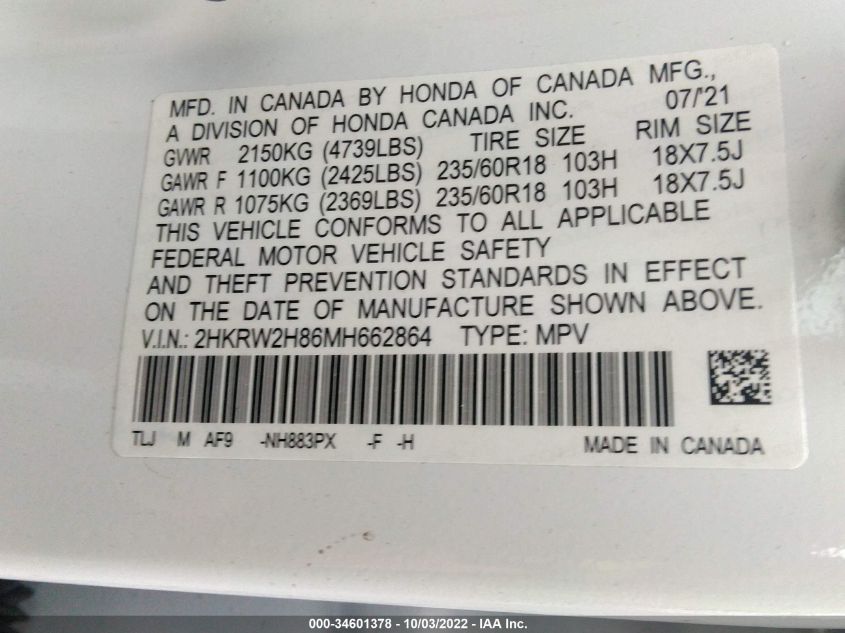 MFD. IN CANADA BY HONDA OF CANADA MFG.,
A DIVISION OF HONDA CANADA INC. 07/'21
GVWR 2150KG (4739LBS) TIRE SIZE RIM SIZE
GAWR F 1100KG (2425LBS) 235/60R18 103H 18X7.5J
GAWR R 1075KG (2369LBS) 235/60R18 103H 18X7.5J
THIS VEHICLE CONFORMS TO ALL APPLICABLE
FEDERAL MOTOR VEHICLE SAFETY
AND THEFT PREVENTION STANDARDS IN EFFECT
ON THE DATE OF MANUFACTURE SHOWN ABOVE.
V.I.N.: 2HKRW2H86MH662864 TYPE: MPV
TLJ M AF9 -NH883PX -F -H MADE IN CANADA
000-34601378 - 10/03/2022 - IAA Inc.